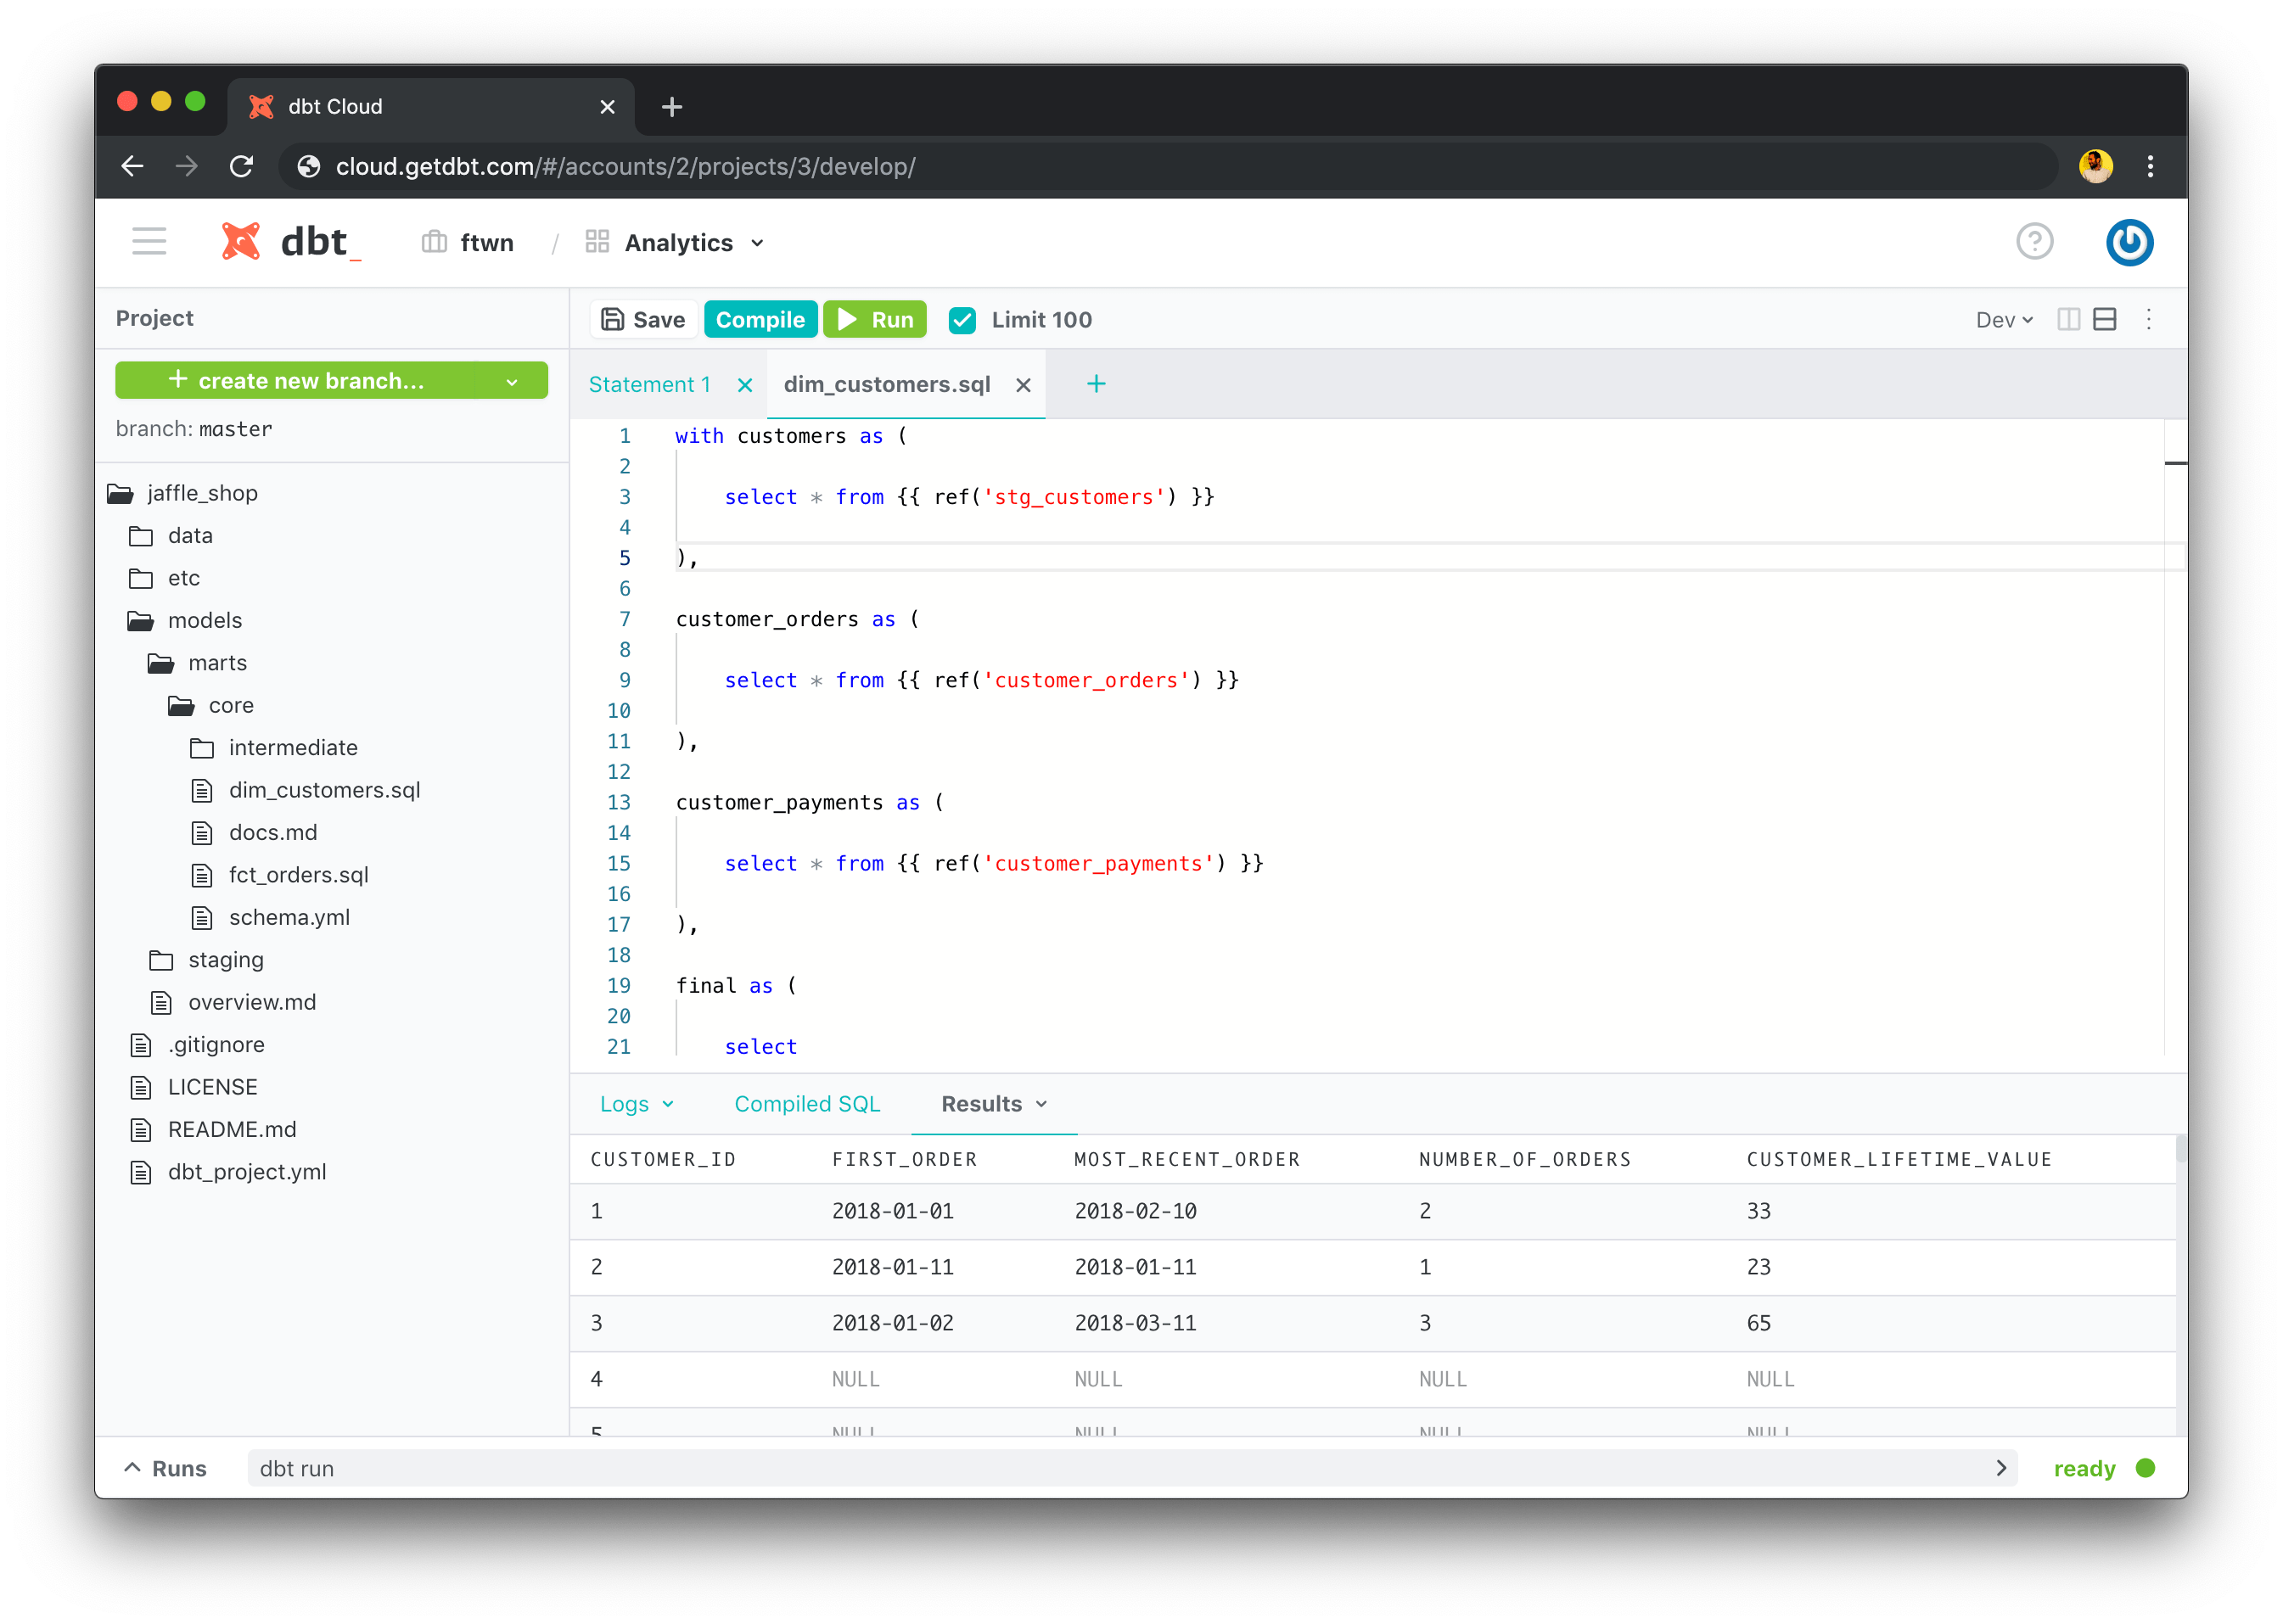 dbt Cloud
cloud.getdbt.com/#/accounts/2/projects/3/develop/
dbt_ ftwn / Analytics
Project
Save Compile Run Limit 100 Dev
+ create new branch...
branch: master
jaffle_shop
data
etc
models
marts
core
intermediate
dim_customers.sql
docs.md
fct_orders.sql
schema.yml
staging
overview.md
.gitignore
LICENSE
README.md
dbt_project.yml
Statement 1 dim_customers.sql
1 with customers as (
2
3 select * from {{ ref('stg_customers') }}
4
5 ),
6
7 customer_orders as (
8
9 select * from {{ ref('customer_orders') }}
10
11 ),
12
13 customer_payments as (
14
15 select * from {{ ref('customer_payments') }}
16
17 ),
18
19 final as (
20
21 select
Logs Compiled SQL Results
CUSTOMER_ID FIRST_ORDER MOST_RECENT_ORDER NUMBER_OF_ORDERS CUSTOMER_LIFETIME_VALUE
1 2018-01-01 2018-02-10 2 33
2 2018-01-11 2018-01-11 1 23
3 2018-01-02 2018-03-11 3 65
4 NULL NULL NULL NULL
5 NULL NULL NULL NULL
Runs dbt run ready